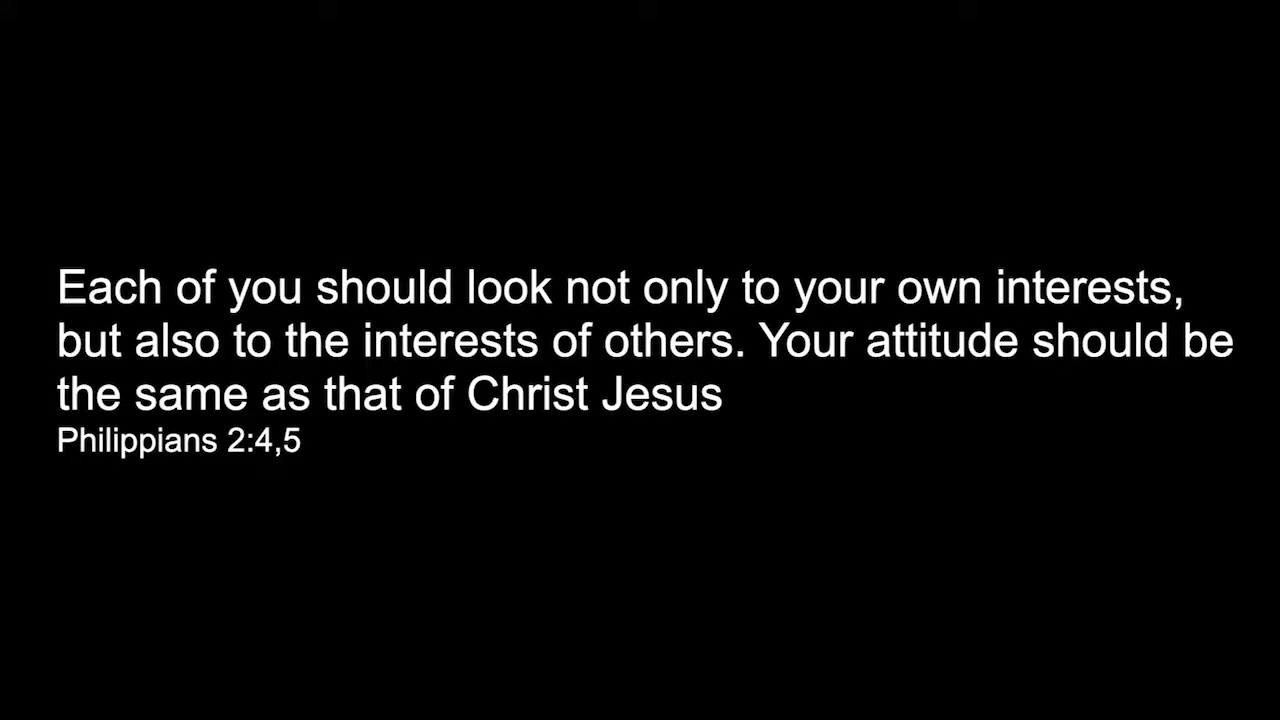 Each of you should look not only to your own interests,
but also to the interests of others. Your attitude should be
the same as that of Christ Jesus
Philippians 2:4,5